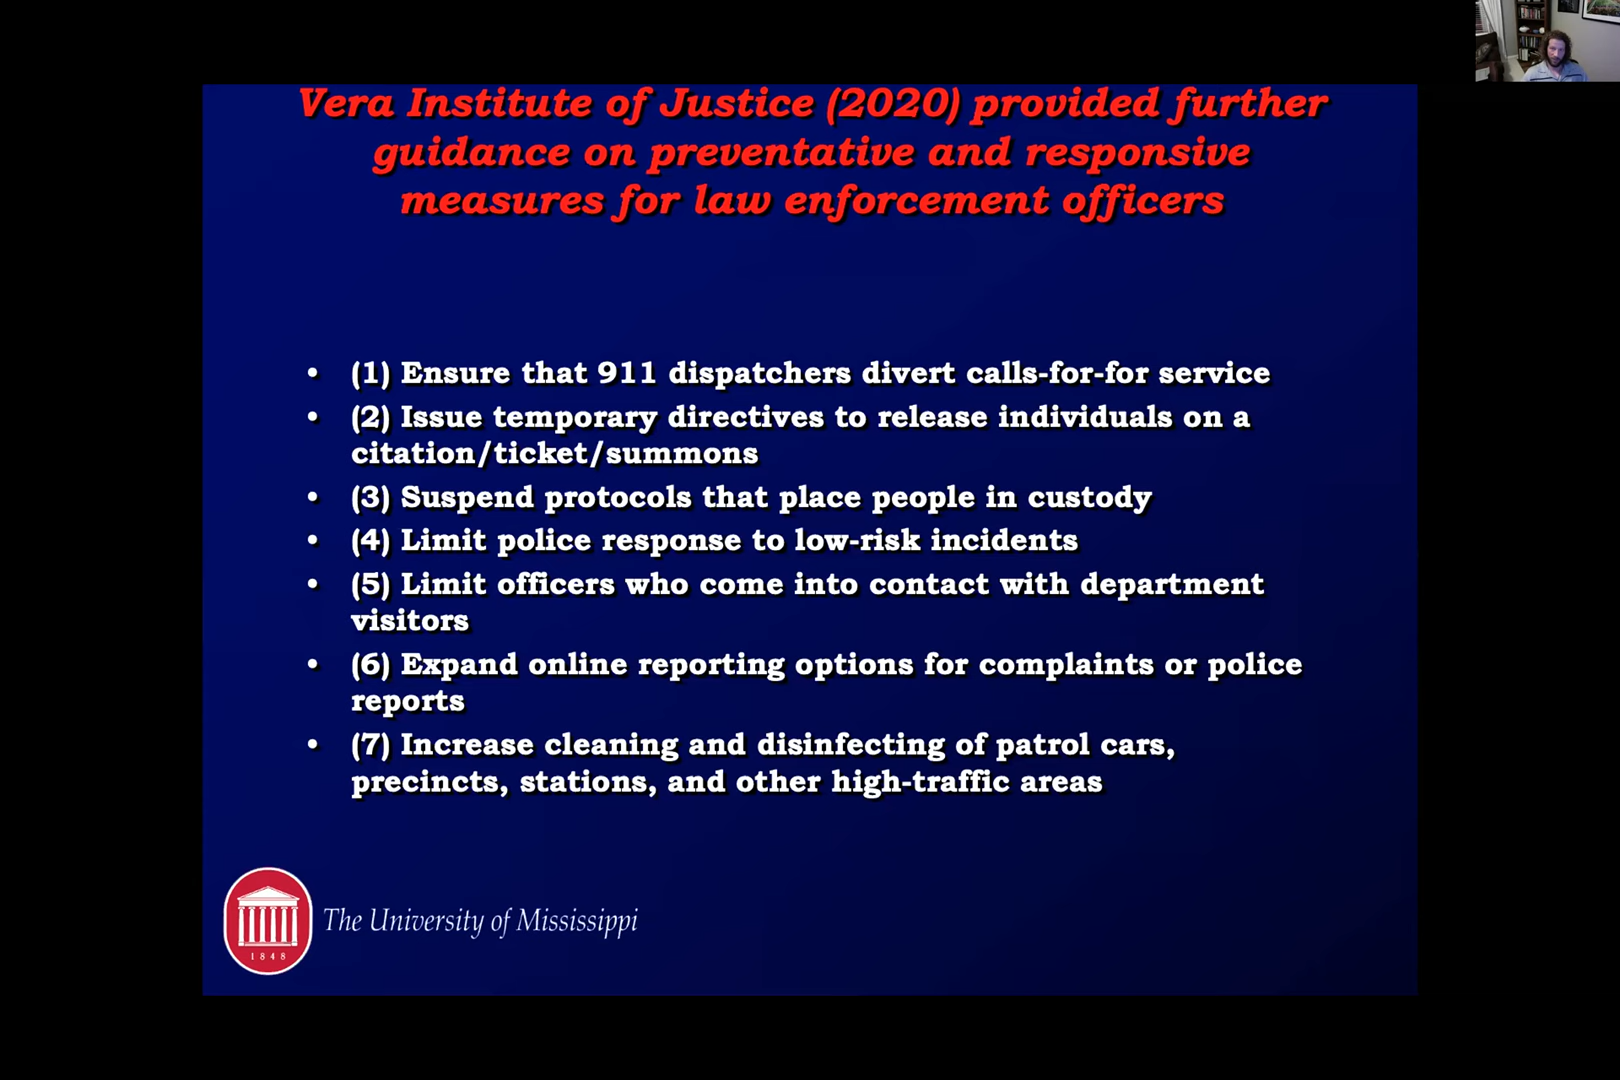 Vera Institute of Justice (2020) provided further
guidance on preventative and responsive
measures for law enforcement officers
• (1) Ensure that 911 dispatchers divert calls-for-for service
• (2) Issue temporary directives to release individuals on a
citation/ticket/summons
• (3) Suspend protocols that place people in custody
• (4) Limit police response to low-risk incidents
• (5) Limit officers who come into contact with department
visitors
• (6) Expand online reporting options for complaints or police
reports
• (7) Increase cleaning and disinfecting of patrol cars,
precincts, stations, and other high-traffic areas
The University of Mississippi
1848